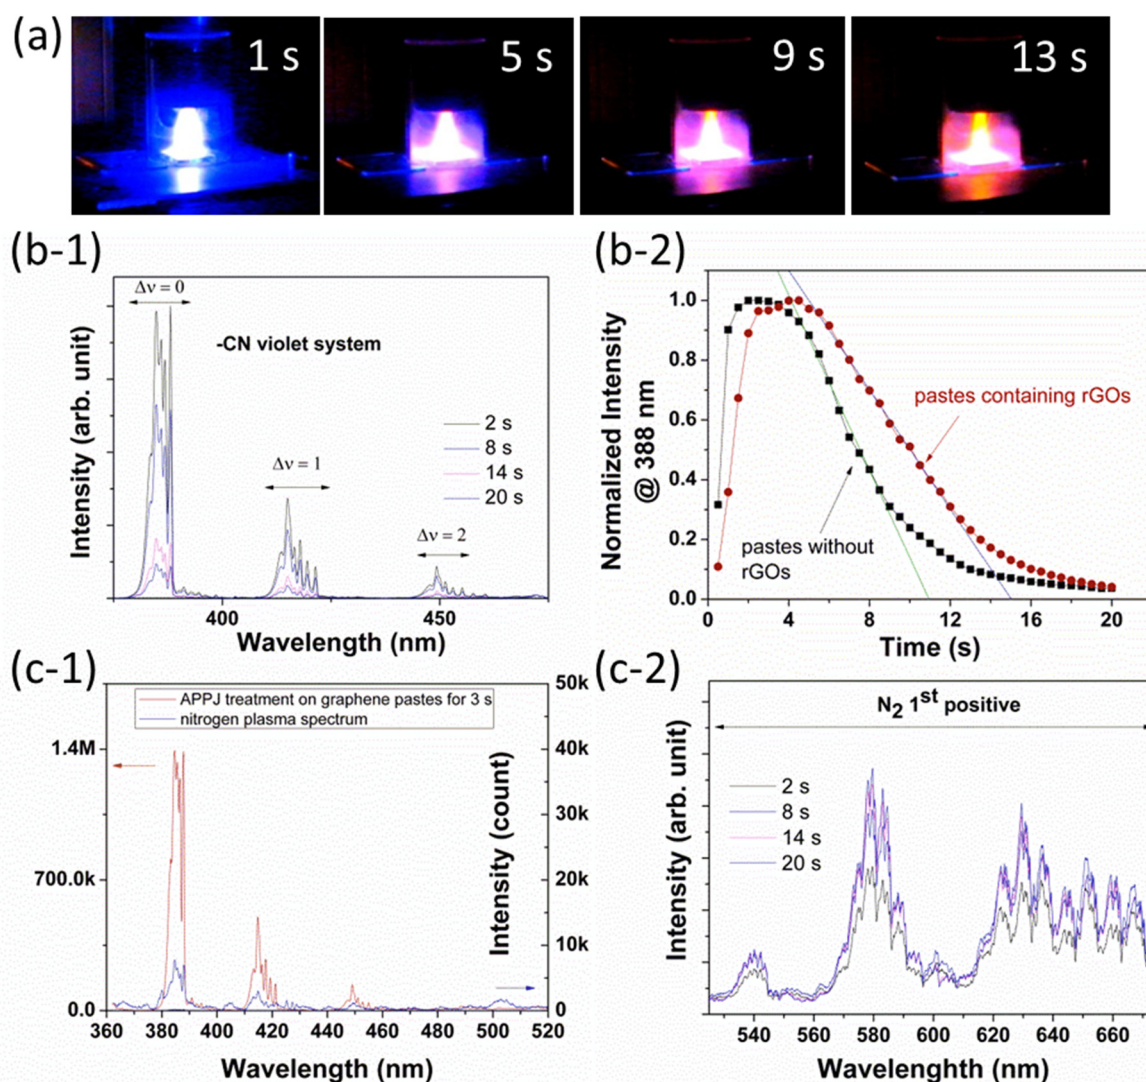 (a)
1 s
5 s
9 s
13 s
(b-1)
Δν = 0
-CN violet system
Δν = 1
Δν = 2
2 s
8 s
14 s
20 s
Intensity (arb. unit)
400
450
Wavelength (nm)
(b-2)
1.0
0.8
0.6
0.4
0.2
0.0
Normalized Intensity
@ 388 nm
pastes containing rGOs
pastes without
rGOs
0
4
8
12
16
20
Time (s)
(c-1)
APPJ treatment on graphene pastes for 3 s
nitrogen plasma spectrum
1.4M
700.0k
0.0
50k
40k
30k
20k
10k
0
Intensity (count)
360
380
400
420
440
460
480
500
520
Wavelength (nm)
(c-2)
N2 1st positive
2 s
8 s
14 s
20 s
Intensity (arb. unit)
540
560
580
600
620
640
660
Wavelenghth (nm)